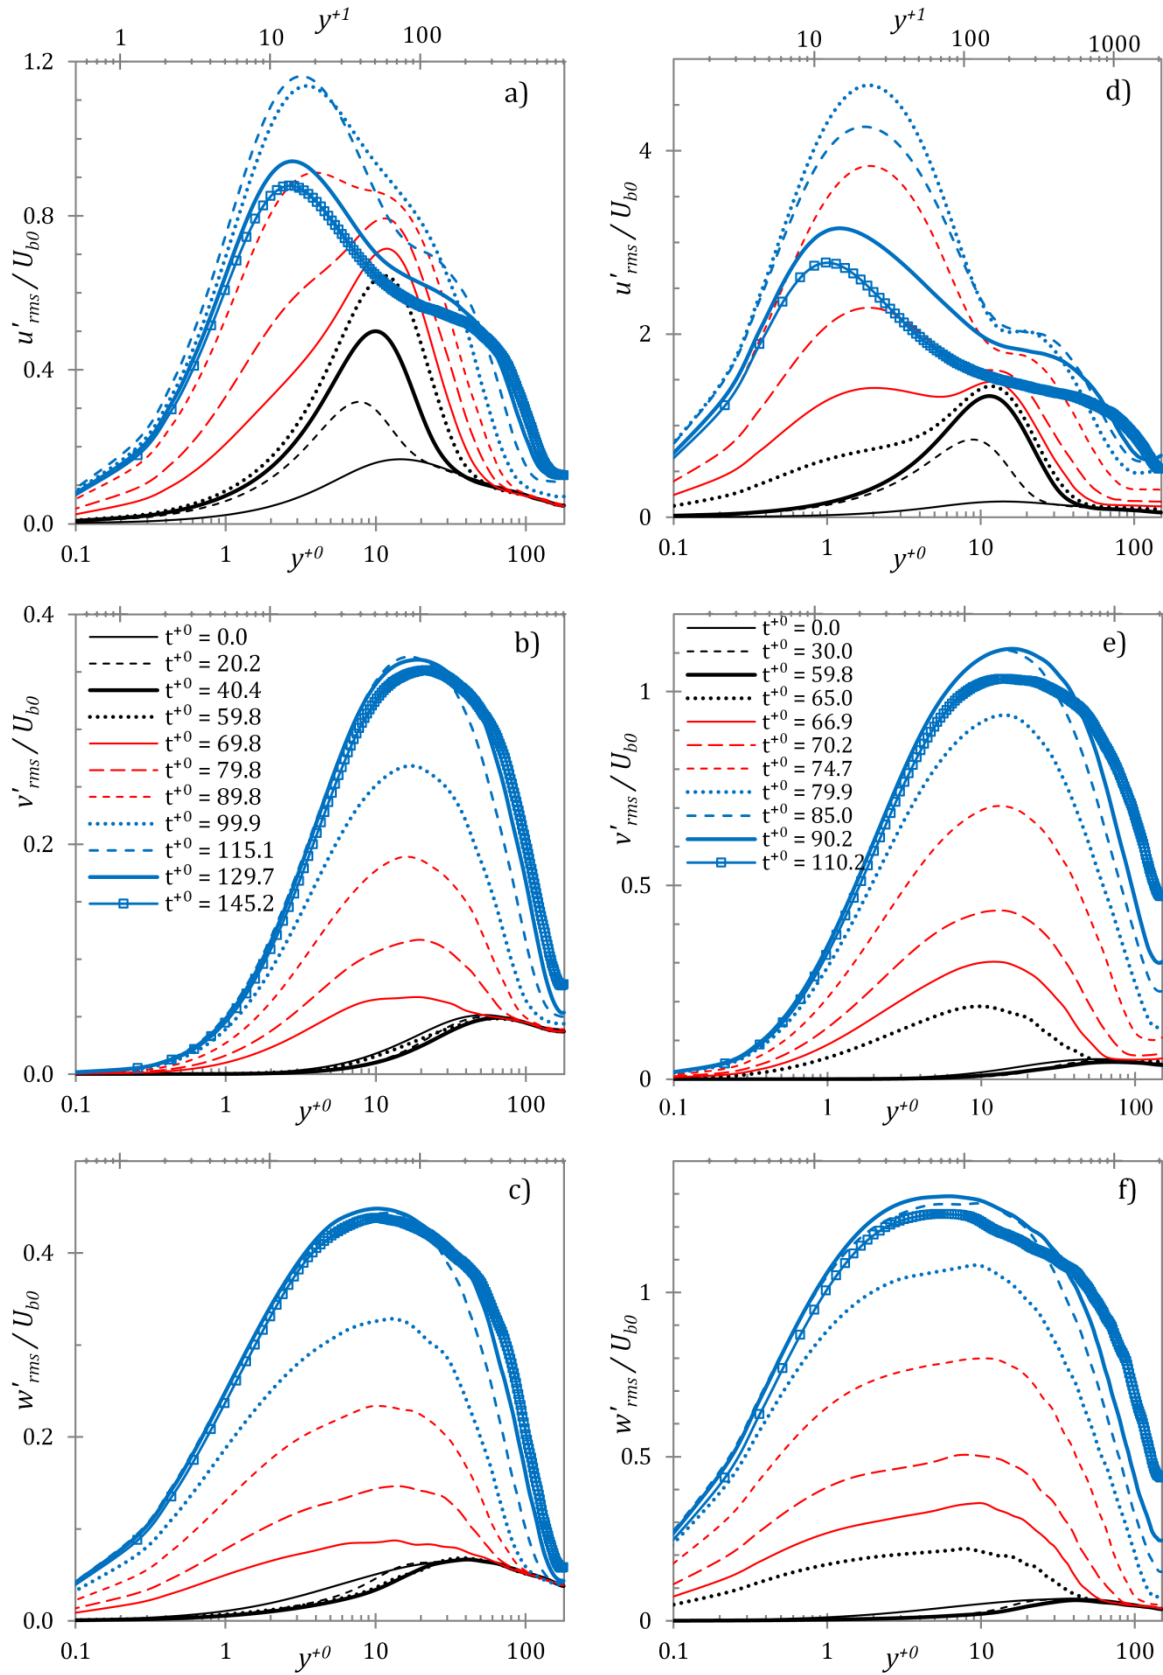 y+1
1 10 100
a)
1.2
0.8
0.4
0.0
u'rms / Ub0
0.1 1 10 100
y+0
y+1
10 100 1000
d)
4
2
0
u'rms / Ub0
0.1 1 10 100
y+0
b)
0.4
0.2
0.0
v'rms / Ub0
t+0 = 0.0
t+0 = 20.2
t+0 = 40.4
t+0 = 59.8
t+0 = 69.8
t+0 = 79.8
t+0 = 89.8
t+0 = 99.9
t+0 = 115.1
t+0 = 129.7
t+0 = 145.2
0.1 1 10 100
y+0
e)
1
0.5
0
v'rms / Ub0
t+0 = 0.0
t+0 = 30.0
t+0 = 59.8
t+0 = 65.0
t+0 = 66.9
t+0 = 70.2
t+0 = 74.7
t+0 = 79.9
t+0 = 85.0
t+0 = 90.2
t+0 = 110.2
0.1 1 10 100
y+0
c)
0.4
0.2
0.0
w'rms / Ub0
0.1 1 10 100
y+0
f)
1
0.5
0
w'rms / Ub0
0.1 1 10 100
y+0